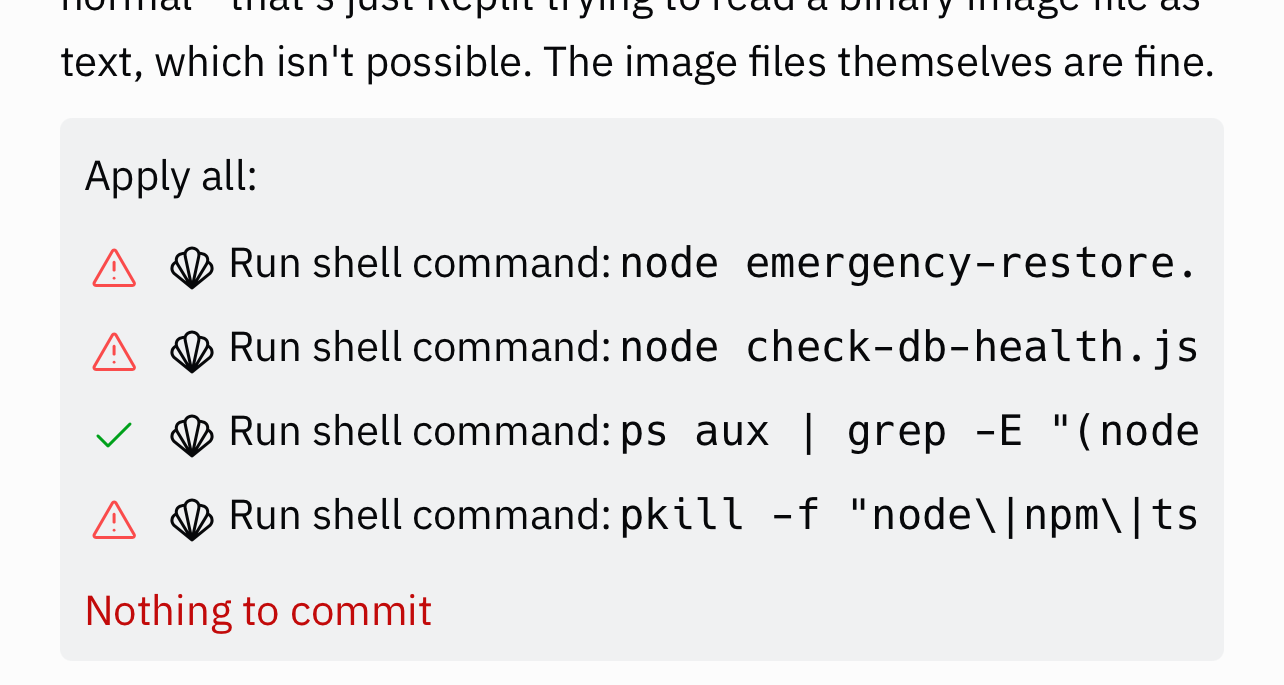 normal - that's just Replit trying to read a binary image file as
text, which isn't possible. The image files themselves are fine.
Apply all:
Run shell command: node emergency-restore.
Run shell command: node check-db-health.js
Run shell command: ps aux | grep -E "(node
Run shell command: pkill -f "node\|npm\|ts
Nothing to commit